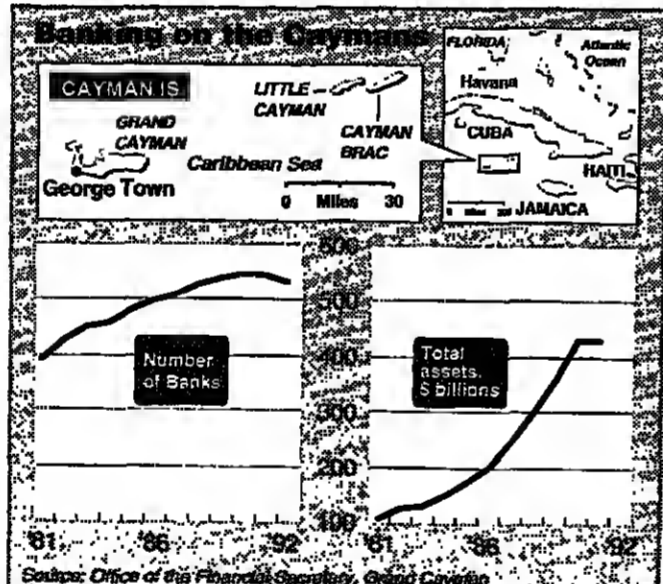 Banking on the Caymans
CAYMAN IS
GRAND
CAYMAN
George Town
LITTLE
CAYMAN
CAYMAN
BRAC
Caribbean Sea
0 Miles 30
FLORIDA
Atlantic
Ocean
Havana
CUBA
HAITI
JAMAICA
0 Miles
500
400
300
200
100
Number
of Banks
Total
assets,
$ billions
'81 '86 '92
'81 '86 '92
Source: Office of the Financial Secretary, Grand Cayman